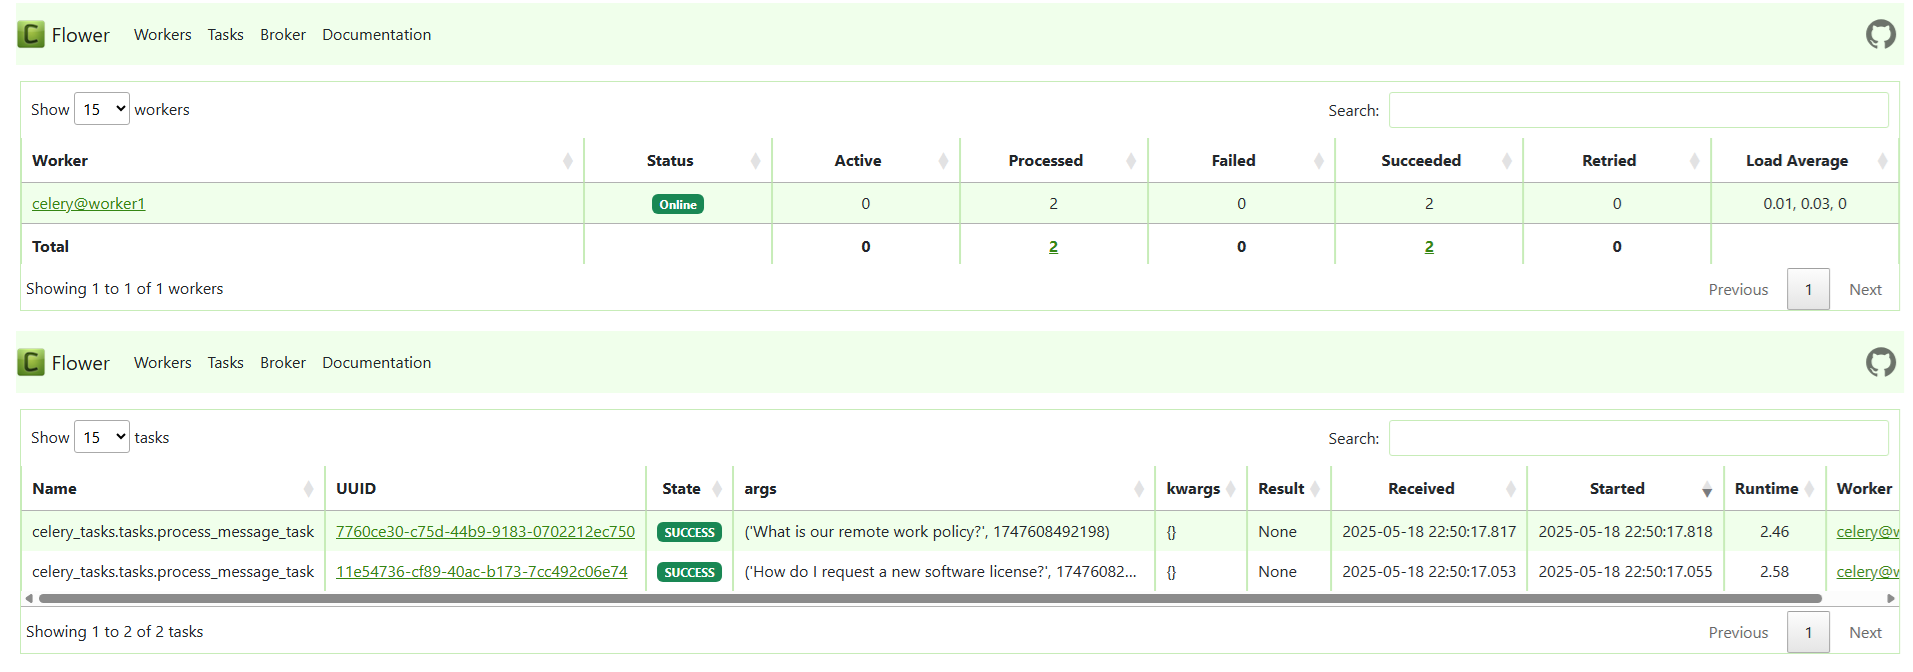 Flower Workers Tasks Broker Documentation
Show 15 workers Search:
Worker Status Active Processed Failed Succeeded Retried Load Average
celery@worker1 Online 0 2 0 2 0 0.01, 0.03, 0
Total 0 2 0 2 0
Showing 1 to 1 of 1 workers Previous 1 Next
Flower Workers Tasks Broker Documentation
Show 15 tasks Search:
Name UUID State args kwargs Result Received Started Runtime Worker
celery_tasks.tasks.process_message_task 7760ce30-c75d-44b9-9183-0702212ec750 SUCCESS ('What is our remote work policy?', 1747608492198) {} None 2025-05-18 22:50:17.817 2025-05-18 22:50:17.818 2.46 celery@w
celery_tasks.tasks.process_message_task 11e54736-cf89-40ac-b173-7cc492c06e74 SUCCESS ('How do I request a new software license?', 17476082... {} None 2025-05-18 22:50:17.053 2025-05-18 22:50:17.055 2.58 celery@w
Showing 1 to 2 of 2 tasks Previous 1 Next